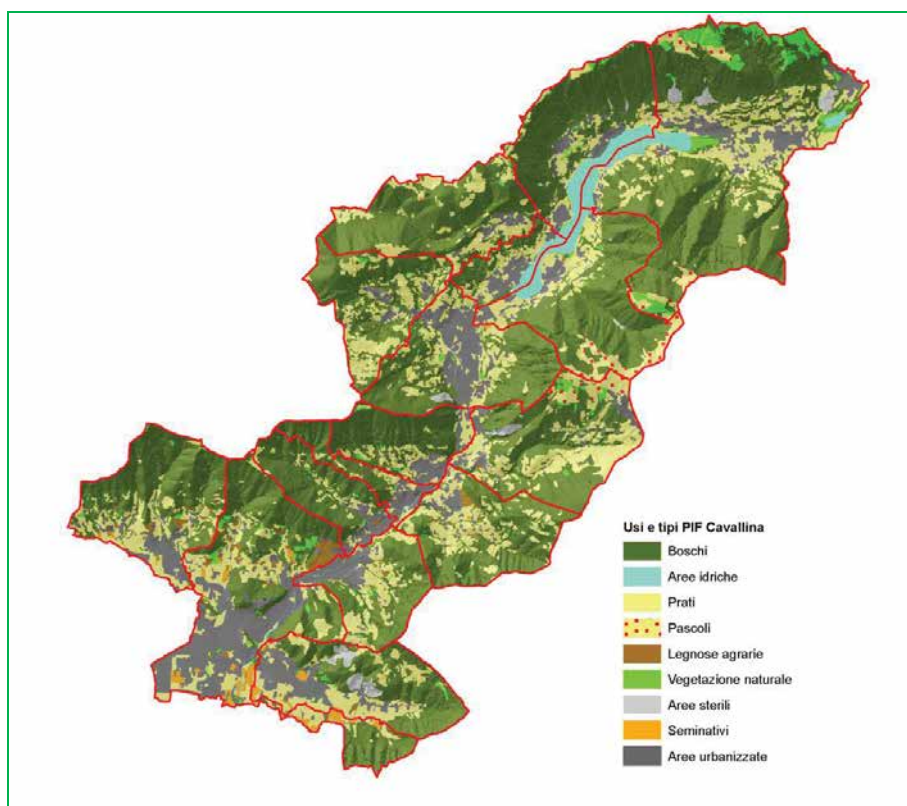 Usi e tipi PIF Cavallina
Boschi
Aree idriche
Prati
Pascoli
Legnose agrarie
Vegetazione naturale
Aree sterili
Seminativi
Aree urbanizzate